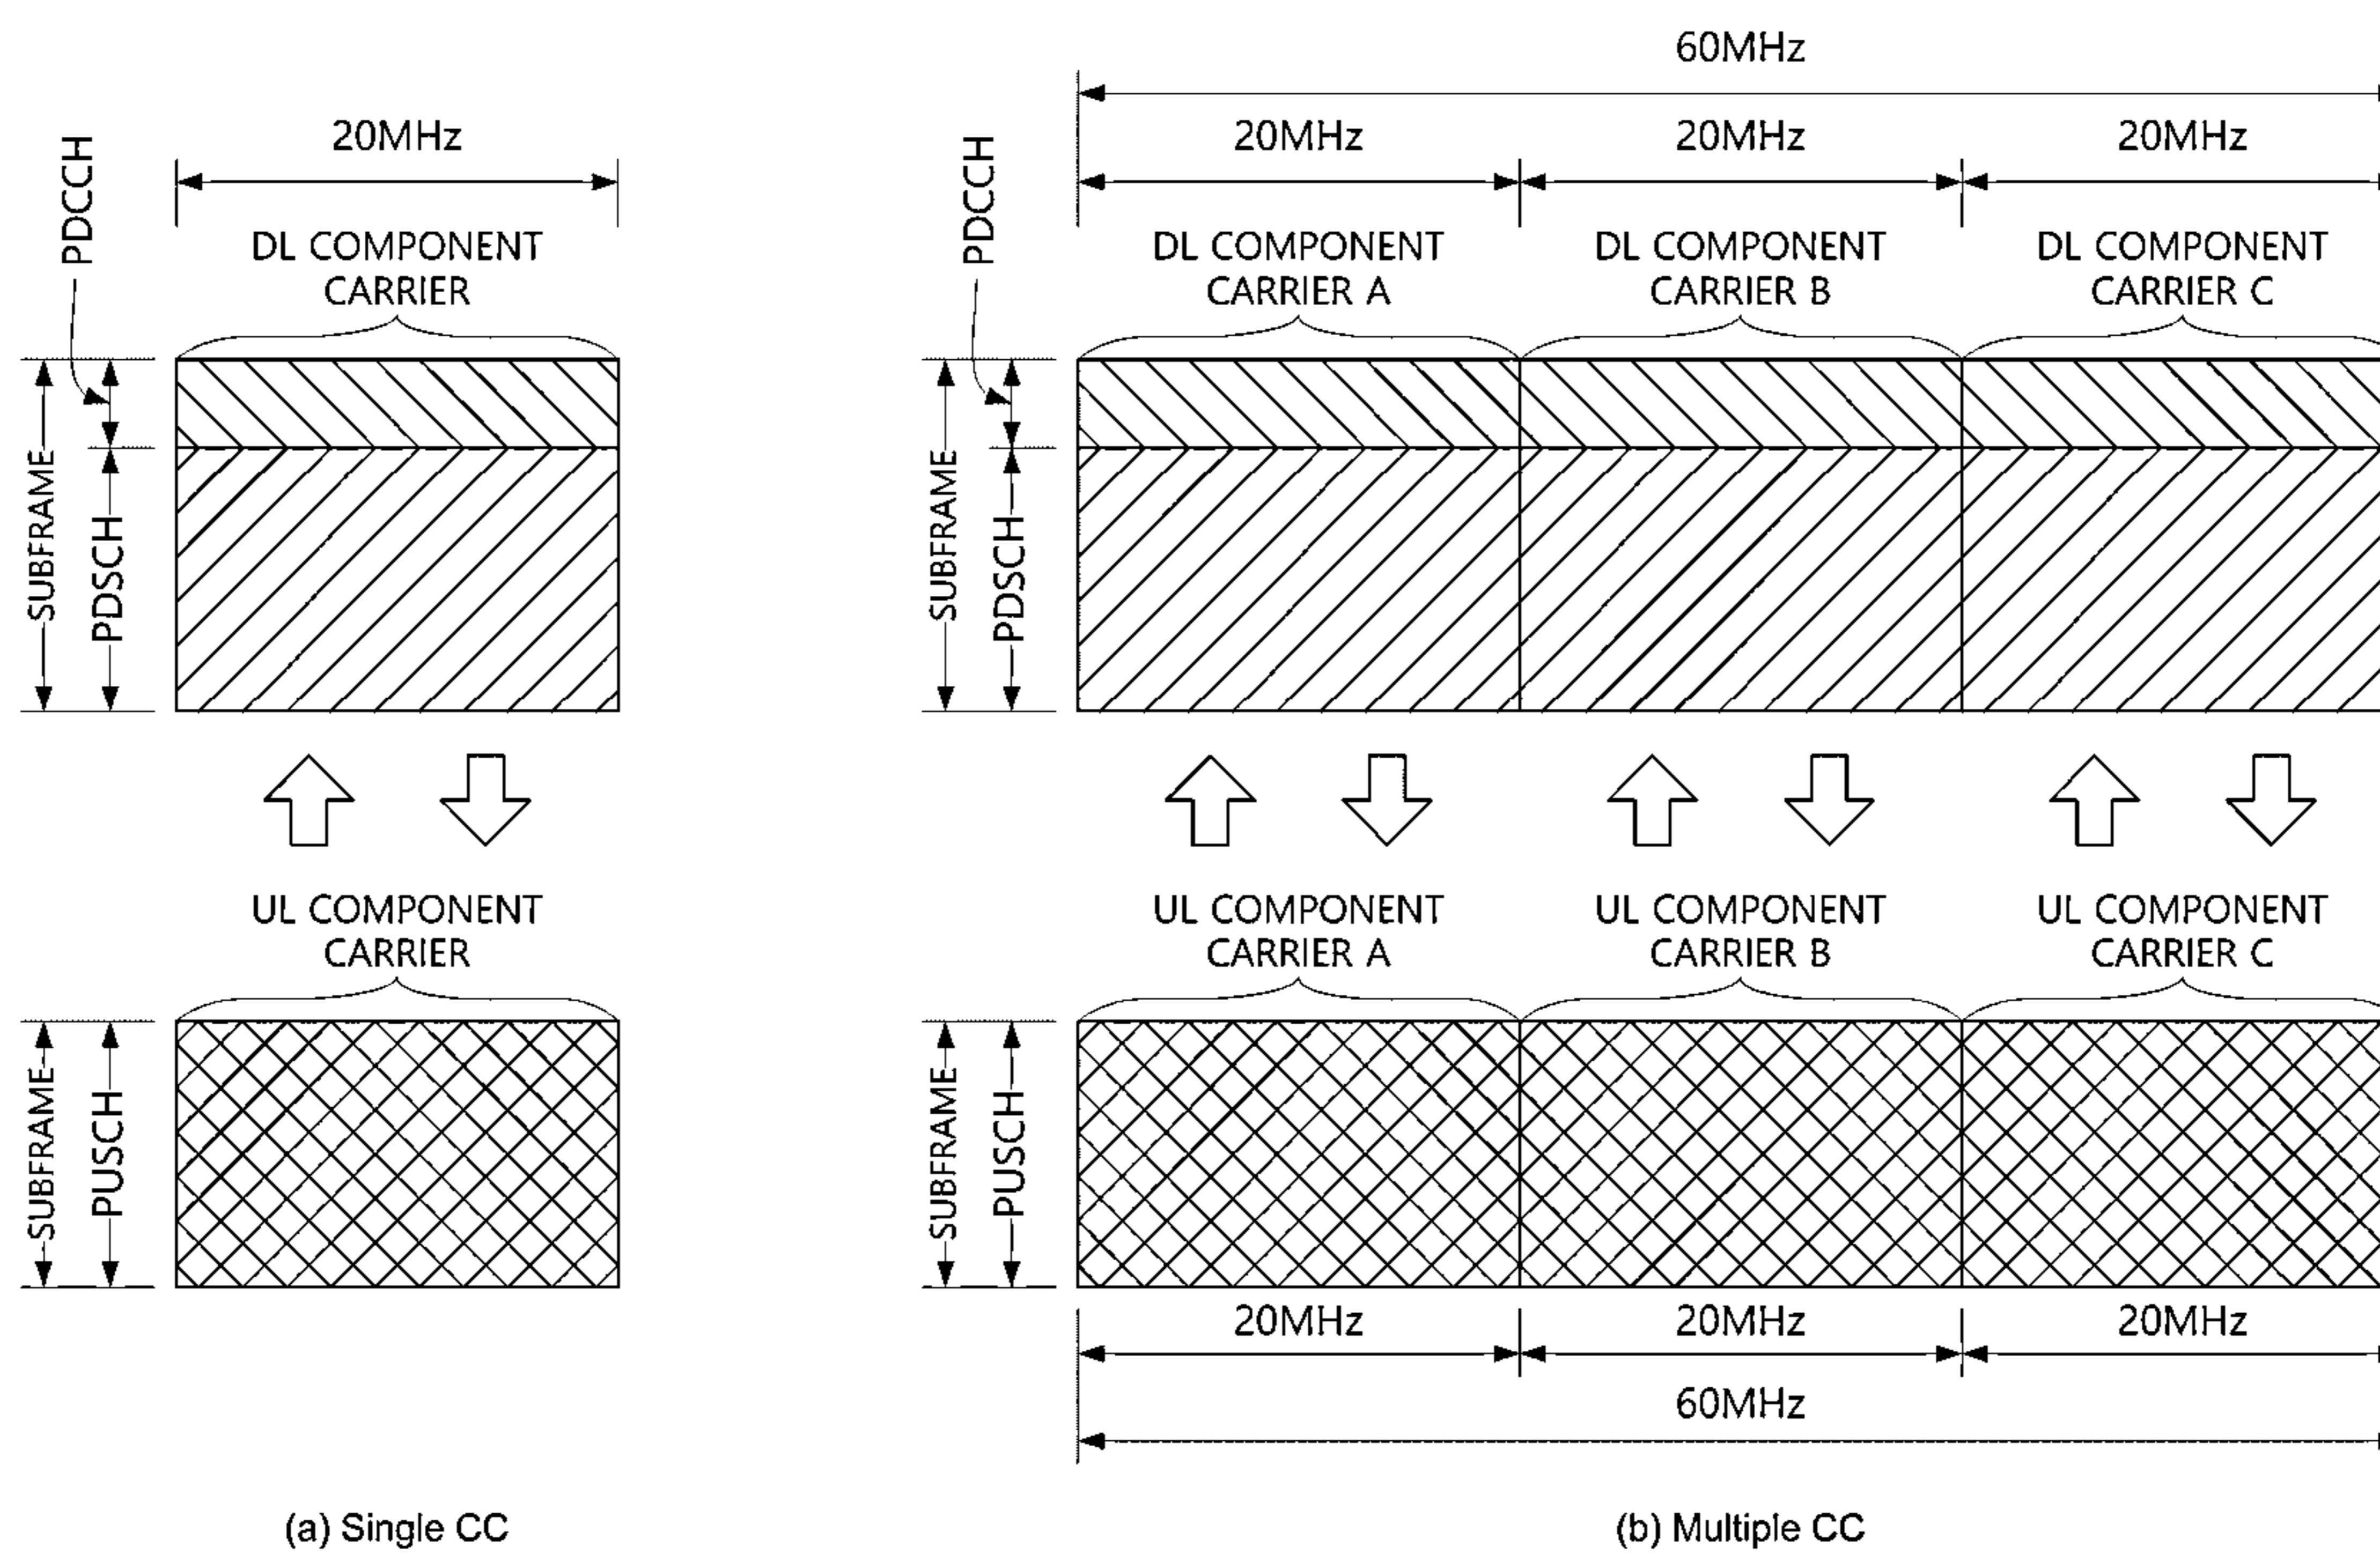 20MHz
PDCCH
DL COMPONENT
CARRIER
SUBFRAME
PDSCH
UL COMPONENT
CARRIER
SUBFRAME
PUSCH
(a) Single CC
60MHz
20MHz
20MHz
20MHz
PDCCH
DL COMPONENT
CARRIER A
DL COMPONENT
CARRIER B
DL COMPONENT
CARRIER C
SUBFRAME
PDSCH
UL COMPONENT
CARRIER A
UL COMPONENT
CARRIER B
UL COMPONENT
CARRIER C
SUBFRAME
PUSCH
20MHz
20MHz
20MHz
60MHz
(b) Multiple CC